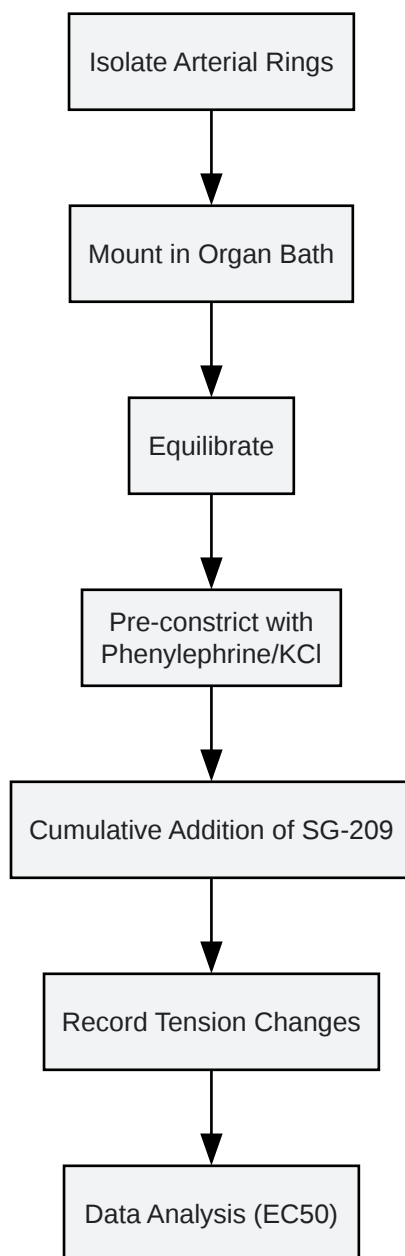 Isolate Arterial Rings
Mount in Organ Bath
Equilibrate
Pre-constrict with
Phenylephrine/KCl
Cumulative Addition of SG-209
Record Tension Changes
Data Analysis (EC50)